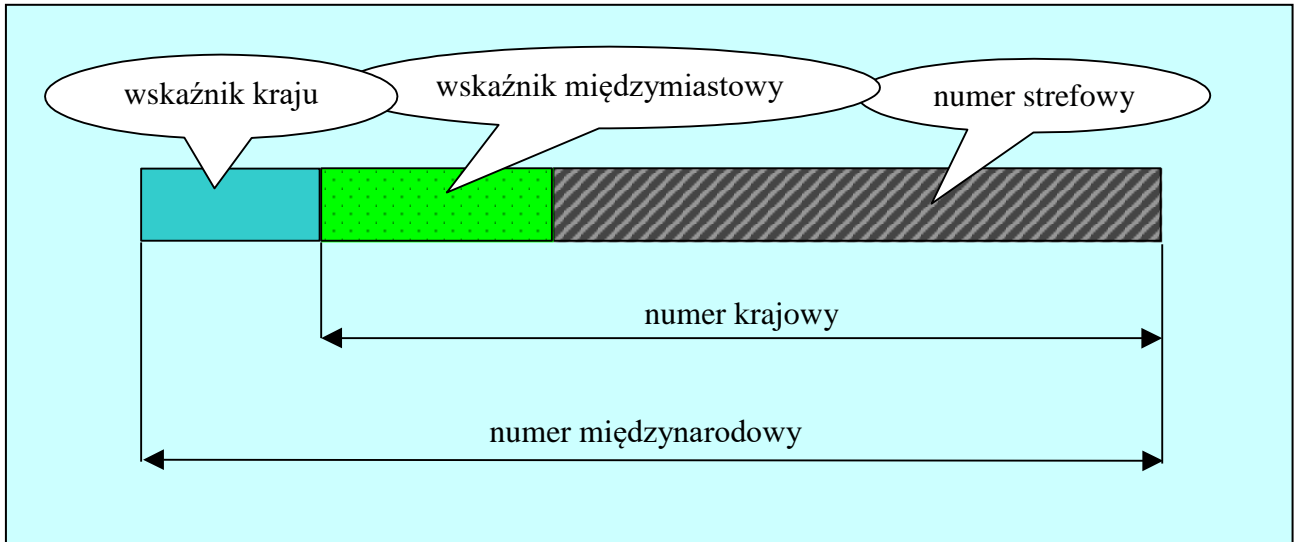 wskaźnik kraju
wskaźnik międzymiastowy
numer strefowy
numer krajowy
numer międzynarodowy